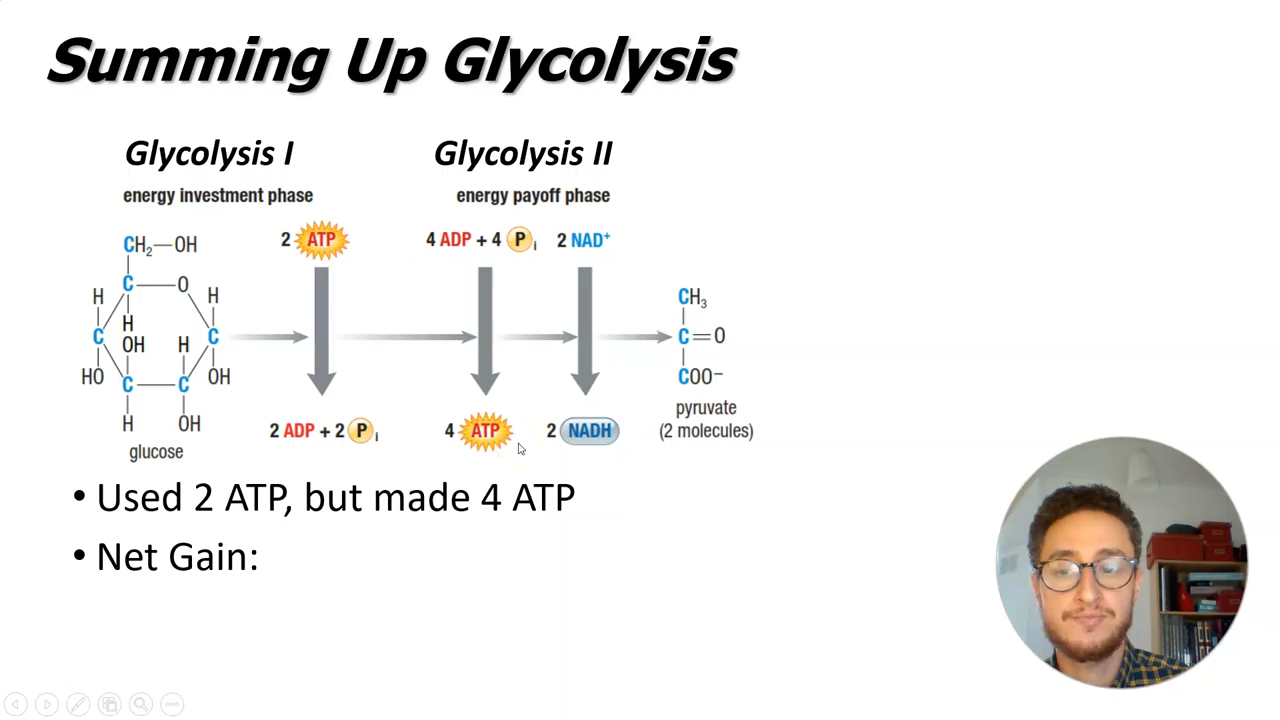 Summing Up Glycolysis
Glycolysis I
Glycolysis II
energy investment phase
energy payoff phase
2 ATP
4 ADP + 4 Pi
2 NAD⁺
CH₂—OH
C
O
H
H
H
C
OH
H
C
HO
C
C
OH
H
OH
glucose
2 ADP + 2 Pi
4 ATP
2 NADH
CH₃
C=O
COO⁻
pyruvate
(2 molecules)
• Used 2 ATP, but made 4 ATP
• Net Gain: